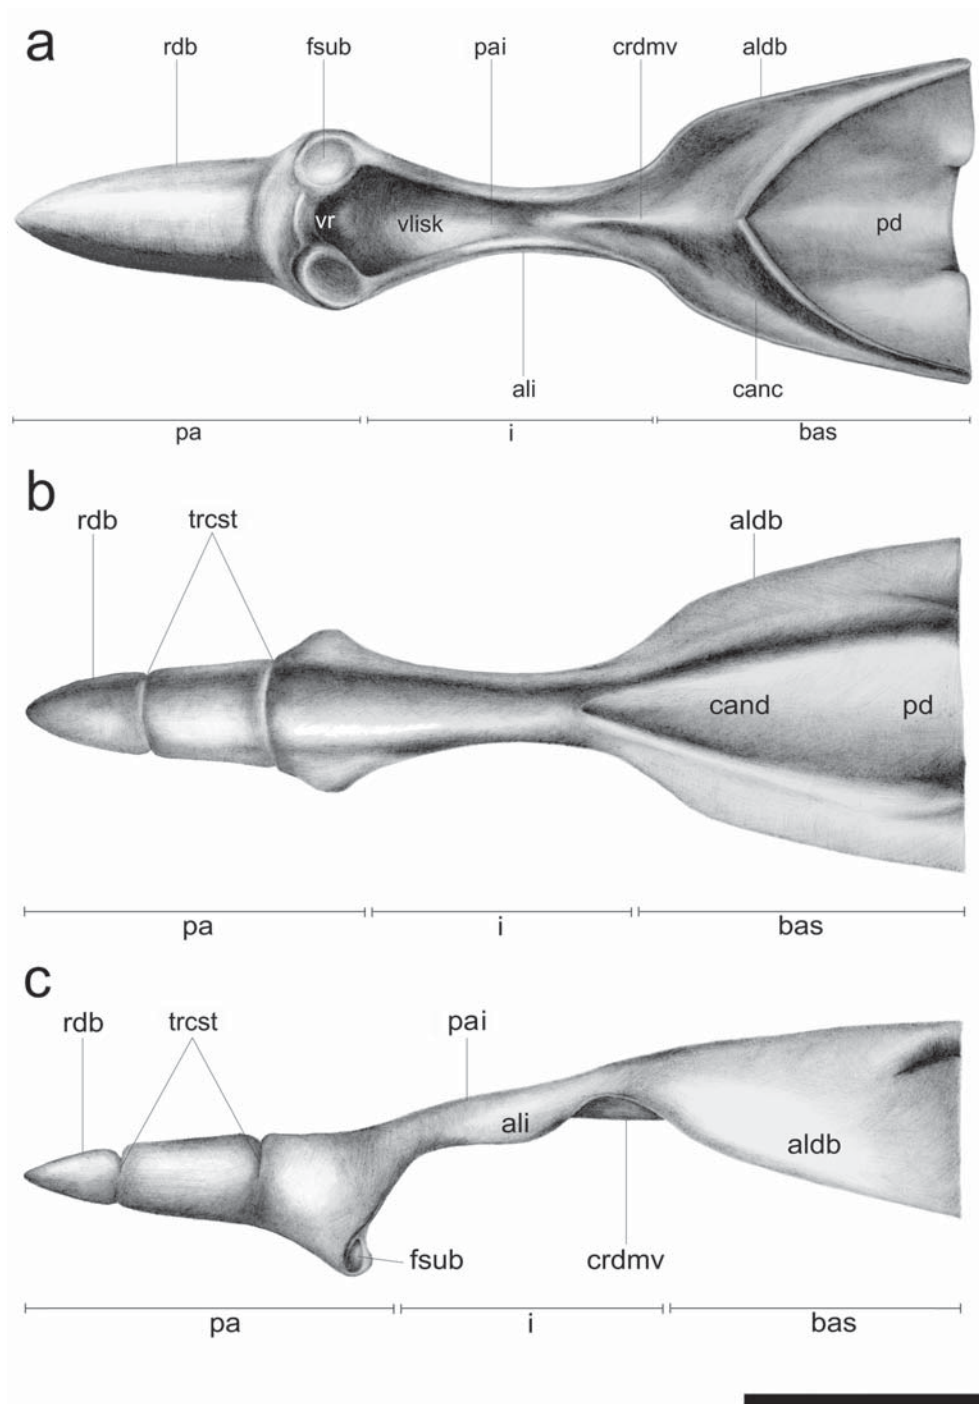 a
rdb fsub pai crdmv aldb
vr vlisk pd
ali canc
pa i bas
b
rdb trcst aldb
cand pd
pa i bas
c
rdb trcst pai
ali
aldb
fsub crdmv
pa i bas